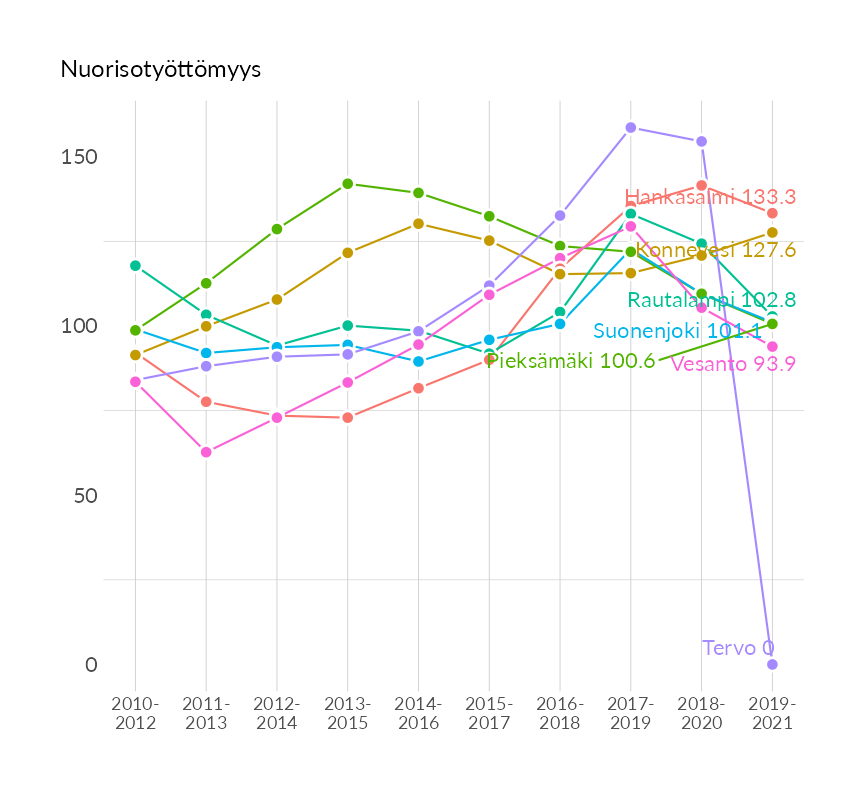 Nuorisotyöttömyys
150
Hankasalmi 133.3
Konnevesi 127.6
Rautalampi 102.8
100
Suonenjoki 101.1
Pieksämäki 100.6
Vesanto 93.9
50
Tervo 0
0
2010- 2011- 2012- 2013- 2014- 2015- 2016- 2017- 2018- 2019-
2012 2013 2014 2015 2016 2017 2018 2019 2020 2021